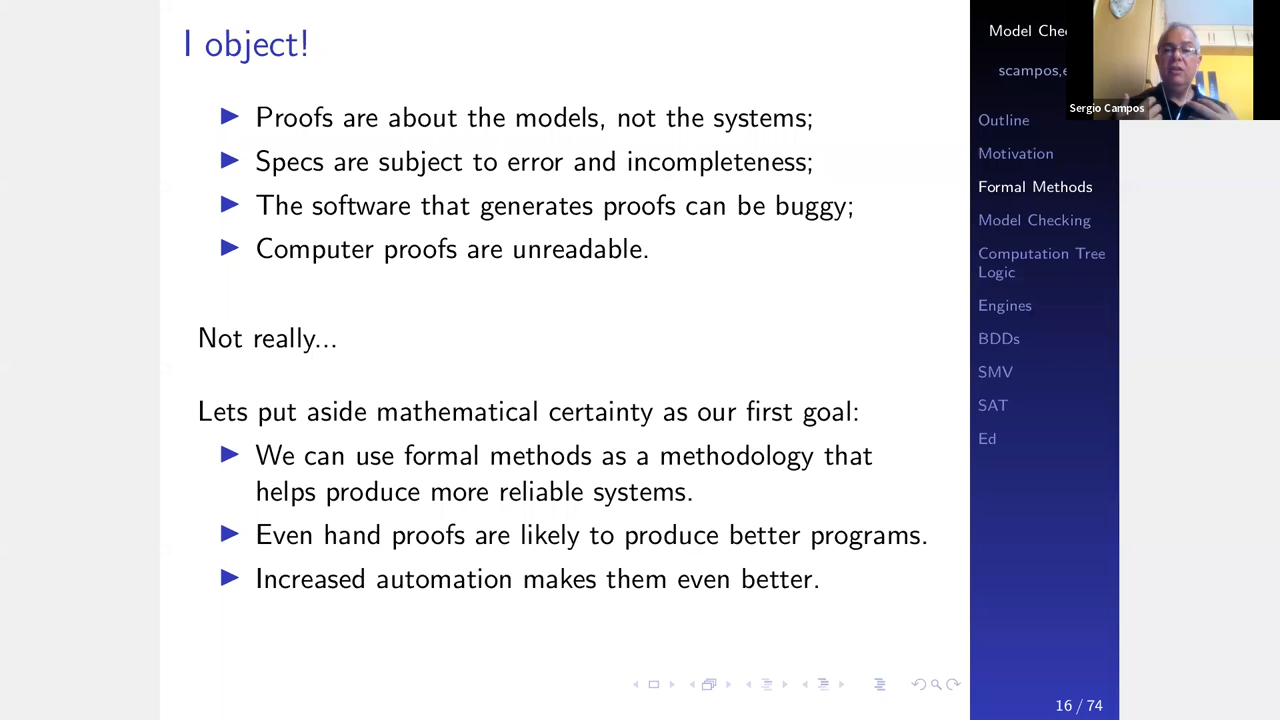 I object!
Proofs are about the models, not the systems;
Specs are subject to error and incompleteness;
The software that generates proofs can be buggy;
Computer proofs are unreadable.
Not really...
Lets put aside mathematical certainty as our first goal:
We can use formal methods as a methodology that
helps produce more reliable systems.
Even hand proofs are likely to produce better programs.
Increased automation makes them even better.
Model
scampos,e
Sergio Campos
Outline
Motivation
Formal Methods
Model Checking
Computation Tree
Logic
Engines
BDDs
SMV
SAT
Ed
16 / 74